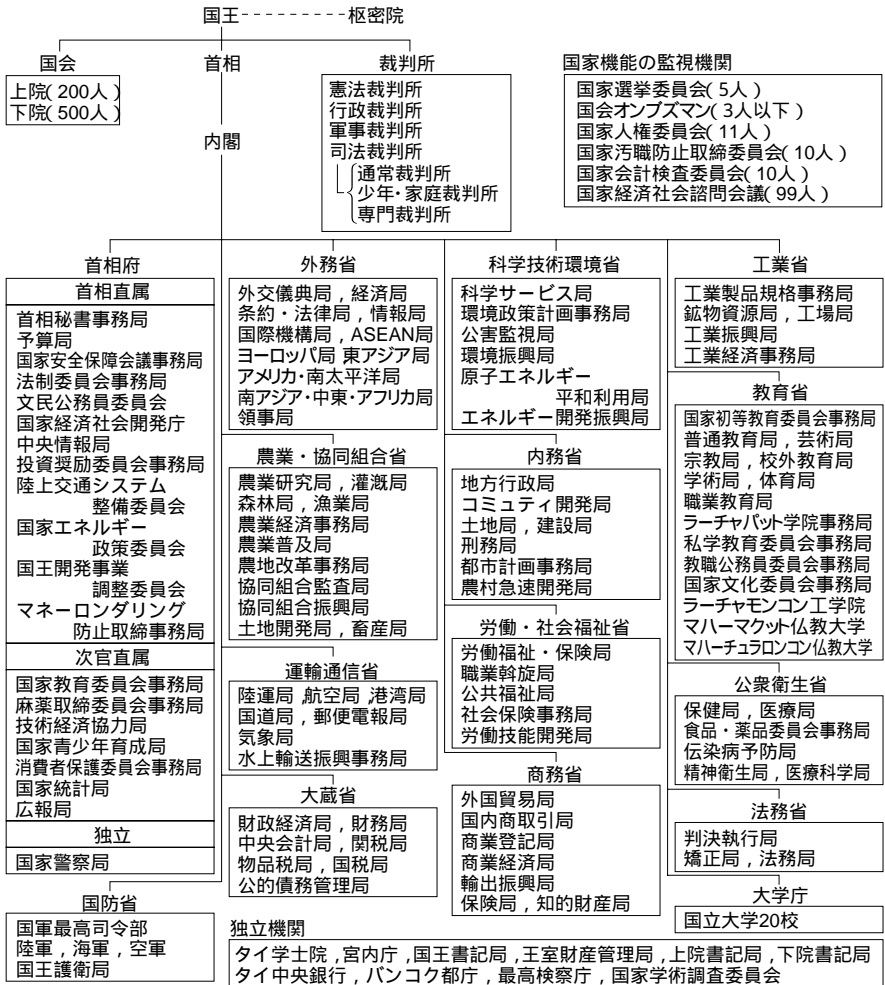 国王 枢密院
国会 首相 裁判所
上院(200人)
下院(500人)
内閣
憲法裁判所
行政裁判所
軍事裁判所
司法裁判所
通常裁判所
少年・家庭裁判所
専門裁判所
国家機能の監視機関
国家選挙委員会(5人)
国会オンブズマン(3人以下)
国家人権委員会(11人)
国家汚職防止取締委員会(10人)
国家会計検査委員会(10人)
国家経済社会諮問会議(99人)
首相府
首相直属
首相秘書事務局
予算局
国家安全保障会議事務局
法制委員会事務局
文民公務員委員会
国家経済社会開発庁
中央情報局
投資奨励委員会事務局
陸上交通システム
整備委員会
国家エネルギー
政策委員会
国王開発事業
調整委員会
マネーロンダリング
防止取締事務局
次官直属
国家教育委員会事務局
麻薬取締委員会事務局
技術経済協力局
国家青少年育成局
消費者保護委員会事務局
国家統計局
広報局
独立
国家警察局
国防省
国軍最高司令部
陸軍,海軍,空軍
国王護衛局
外務省
外交儀典局,経済局
条約・法律局,情報局
国際機構局,ASEAN局
ヨーロッパ局 東アジア局
アメリカ・南太平洋局
南アジア・中東・アフリカ局
領事局
農業・協同組合省
農業研究局,灌漑局
森林局,漁業局
農業経済事務局
農業普及局
農地改革事務局
協同組合監査局
協同組合振興局
土地開発局,畜産局
運輸通信省
陸運局,航空局,港湾局
国道局,郵便電報局
気象局
水上輸送振興事務局
大蔵省
財政経済局,財務局
中央会計局,関税局
物品税局,国税局
公的債務管理局
科学技術環境省
科学サービス局
環境政策計画事務局
公害監視局
環境振興局
原子エネルギー
平和利用局
エネルギー開発振興局
内務省
地方行政局
コミュティ開発局
土地局,建設局
刑務局
都市計画事務局
農村急速開発局
労働・社会福祉省
労働福祉・保険局
職業斡旋局
公共福祉局
社会保険事務局
労働技能開発局
商務省
外国貿易局
国内商取引局
商業登記局
商業経済局
輸出振興局
保険局,知的財産局
工業省
工業製品規格事務局
鉱物資源局,工場局
工業振興局
工業経済事務局
教育省
国家初等教育委員会事務局
普通教育局,芸術局
宗教局,校外教育局
学術局,体育局
職業教育局
ラーチャパット学院事務局
私学教育委員会事務局
教職公務員委員会事務局
国家文化委員会事務局
ラーチャモンコン工学院
マハーマクット仏教大学
マハーチュラロンコン仏教大学
公衆衛生省
保健局,医療局
食品・薬品委員会事務局
伝染病予防局
精神衛生局,医療科学局
法務省
判決執行局
矯正局,法務局
大学庁
国立大学20校
独立機関
タイ学士院,宮内庁,国王書記局,王室財産管理局,上院書記局,下院書記局
タイ中央銀行,バンコク都庁,最高検察庁,国家学術調査委員会